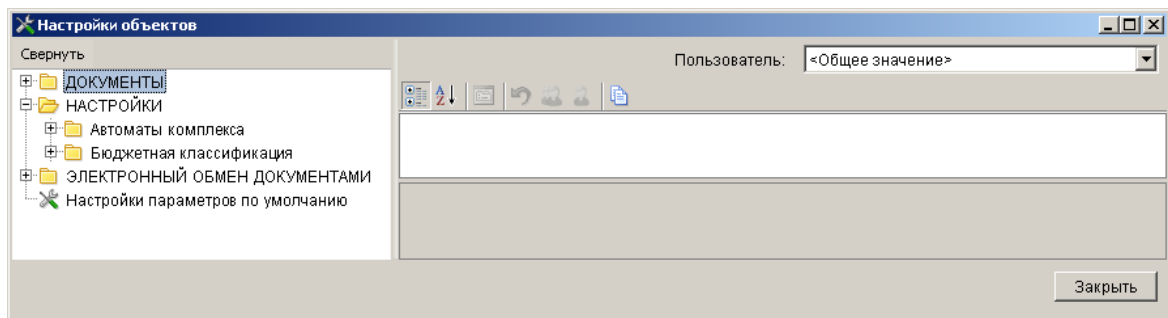 Настройки объектов
Свернуть
Пользователь: <Общее значение>
ДОКУМЕНТЫ
НАСТРОЙКИ
Автоматы комплекса
Бюджетная классификация
ЭЛЕКТРОННЫЙ ОБМЕН ДОКУМЕНТАМИ
Настройки параметров по умолчанию
Закрыть